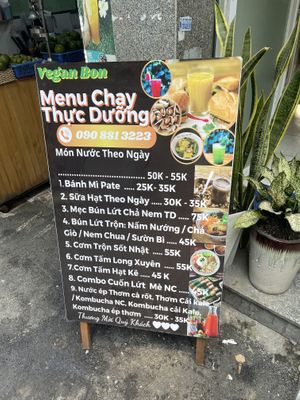 Vegan Bon
Menu Chay
Thực Dưỡng
090 881 3223
Món Nước Theo Ngày
.......................... 50K - 55K
1.Bánh Mì Pate ...... 25K- 35K
2. Sữa Hạt Theo Ngày .... 30K - 35K
3. Mẹc Bún Lứt Chả Nem TD ..... 75K
4. Bún Lứt Trộn: Nấm Nướng / Chả
Giò / Nem Chua / Sườn Bì .... 45K
5. Cơm Trộn Sốt Nhật ..... 55K
6. Cơm Tấm Long Xuyên ..... 55K
7.Cơm Tấm Hạt Kê .... 45 K
8. Combo Cuốn Lứt Mè NC ... 45K
9. Nước ép Thơm cà rốt, Thơm Cải Kale
/ Kombucha NC, Kombucha cải Kale,
Kombucha ép thơm .... 30K - 35K
Thương Mời Quý Khách